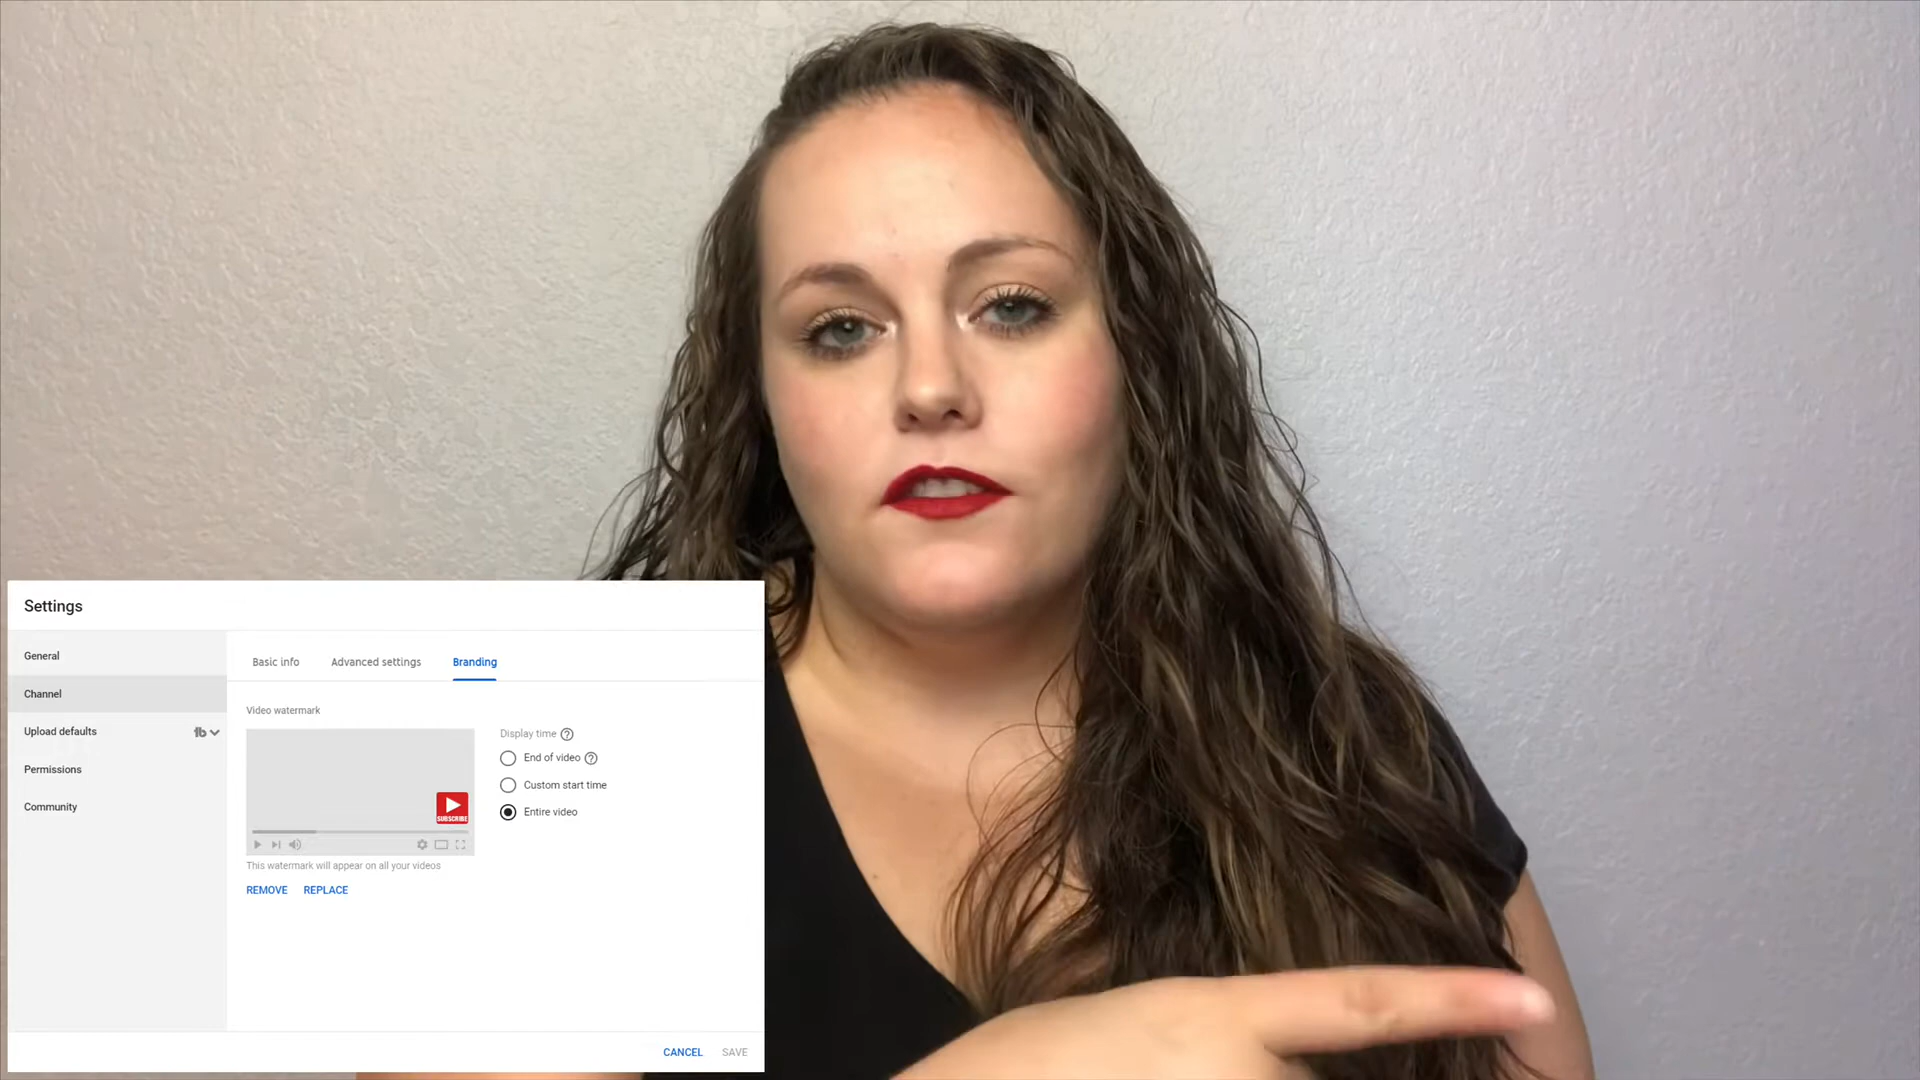 Settings
General
Channel
Upload defaults
Permissions
Community
Basic info Advanced settings Branding
Video watermark
SUBSCRIBE
This watermark will appear on all your videos
REMOVE REPLACE
Display time
End of video
Custom start time
Entire video
CANCEL SAVE